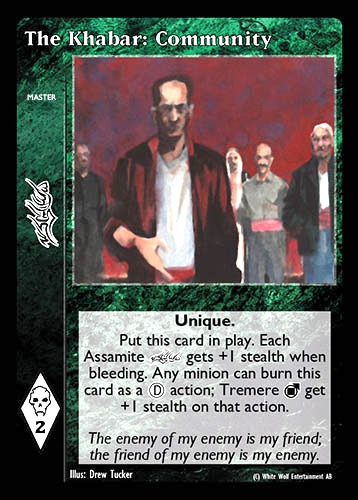 The Khabar: Community
MASTER
Unique.
Put this card in play. Each
Assamite gets +1 stealth when
bleeding. Any minion can burn this
card as a Ⓓ action; Tremere get
+1 stealth on that action.
The enemy of my enemy is my friend;
the friend of my enemy is my enemy.
2
Illus: Drew Tucker
(C) White Wolf Entertainment AB